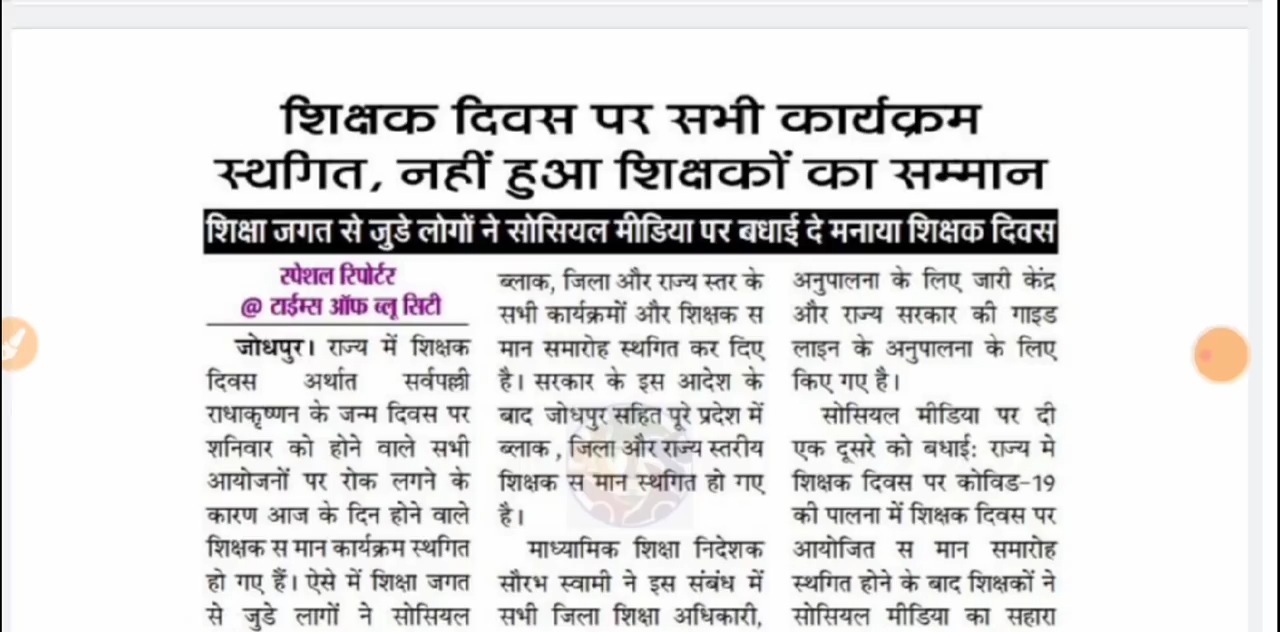 शिक्षक दिवस पर सभी कार्यक्रम
स्थगित, नहीं हुआ शिक्षकों का सम्मान
शिक्षा जगत से जुडे लोगों ने सोसियल मीडिया पर बधाई दे मनाया शिक्षक दिवस
स्पेशल रिपोर्टर
@ टाईम्स ऑफ ब्लू सिटी
जोधपुर। राज्य में शिक्षक
दिवस अर्थात सर्वपल्ली
राधाकृष्णन के जन्म दिवस पर
शनिवार को होने वाले सभी
आयोजनों पर रोक लगने के
कारण आज के दिन होने वाले
शिक्षक स मान कार्यक्रम स्थगित
हो गए हैं। ऐसे में शिक्षा जगत
से जुडे लागों ने सोसियल
ब्लाक, जिला और राज्य स्तर के
सभी कार्यक्रमों और शिक्षक स
मान समारोह स्थगित कर दिए
है। सरकार के इस आदेश के
बाद जोधपुर सहित पूरे प्रदेश में
ब्लाक, जिला और राज्य स्तरीय
शिक्षक स मान स्थगित हो गए
है।
माध्यामिक शिक्षा निदेशक
सौरभ स्वामी ने इस संबंध में
सभी जिला शिक्षा अधिकारी,
अनुपालना के लिए जारी केंद्र
और राज्य सरकार की गाइड
लाइन के अनुपालना के लिए
किए गए है।
सोसियल मीडिया पर दी
एक दूसरे को बधाई: राज्य मे
शिक्षक दिवस पर कोविड-19
की पालना में शिक्षक दिवस पर
आयोजित स मान समारोह
स्थगित होने के बाद शिक्षकों ने
सोसियल मीडिया का सहारा